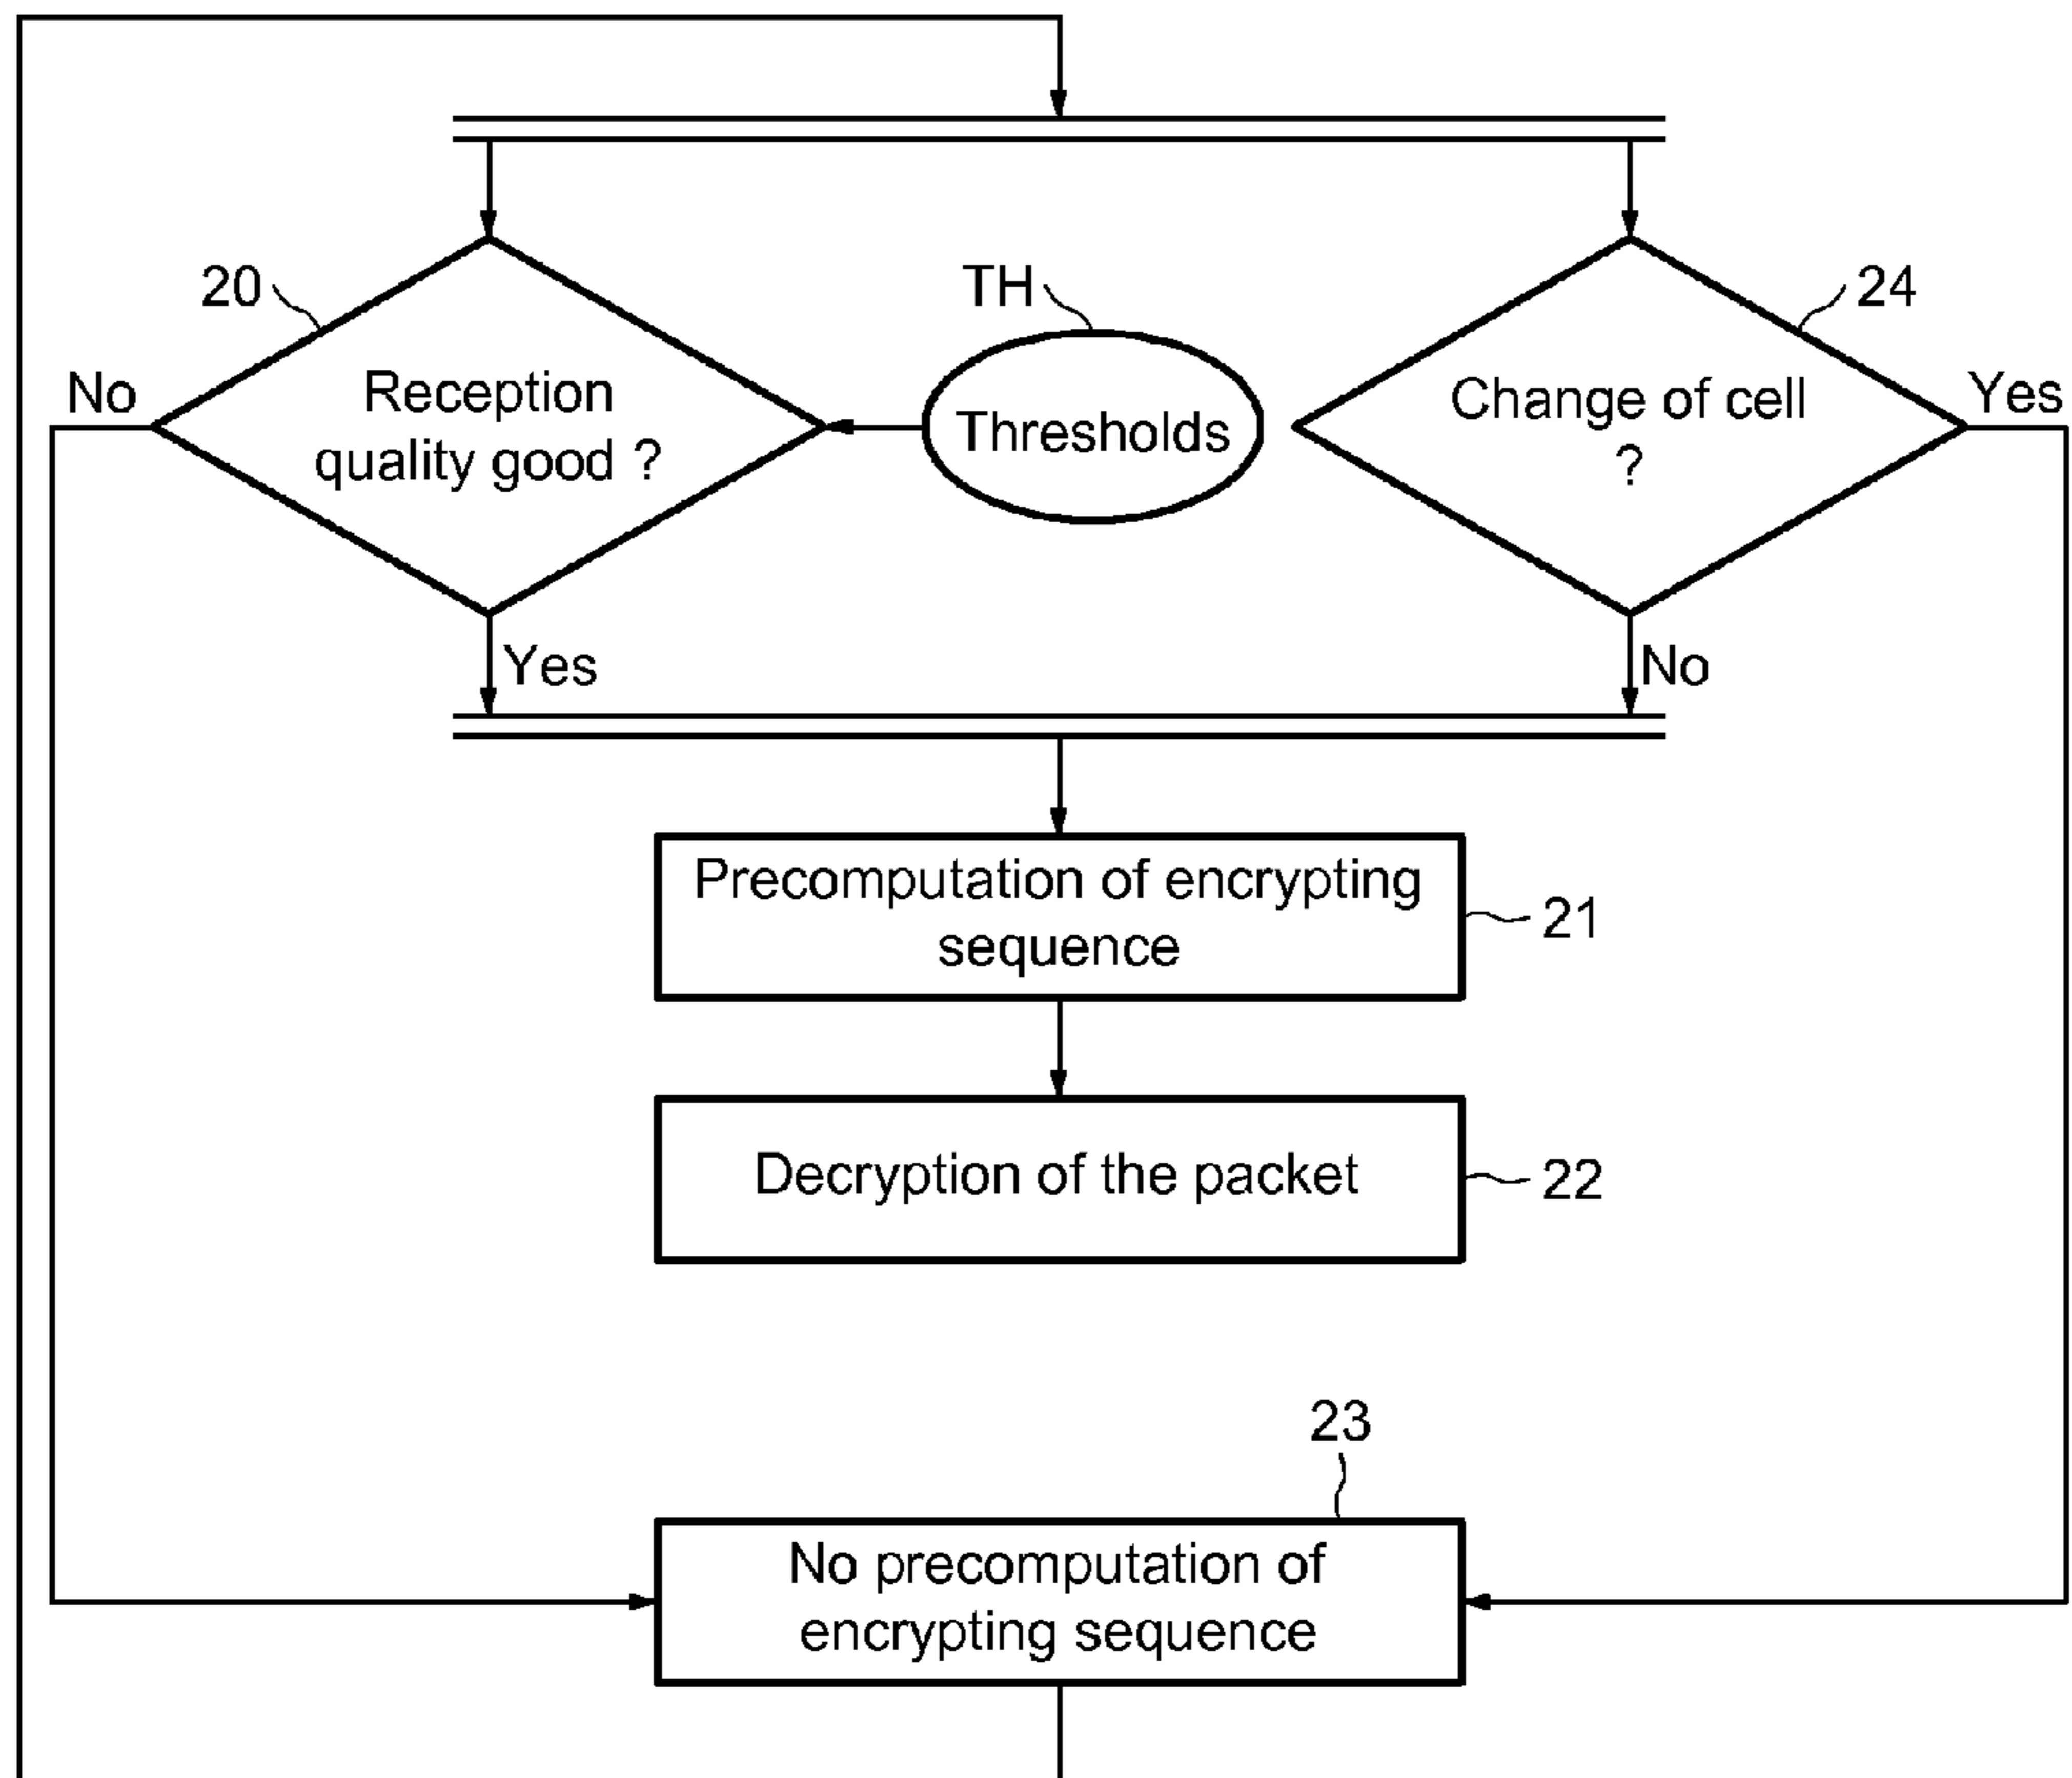 20
TH
24
No
Reception
quality good ?
Thresholds
Change of cell
?
Yes
Yes
No
Precomputation of encrypting
sequence
21
Decryption of the packet
22
23
No precomputation of
encrypting sequence